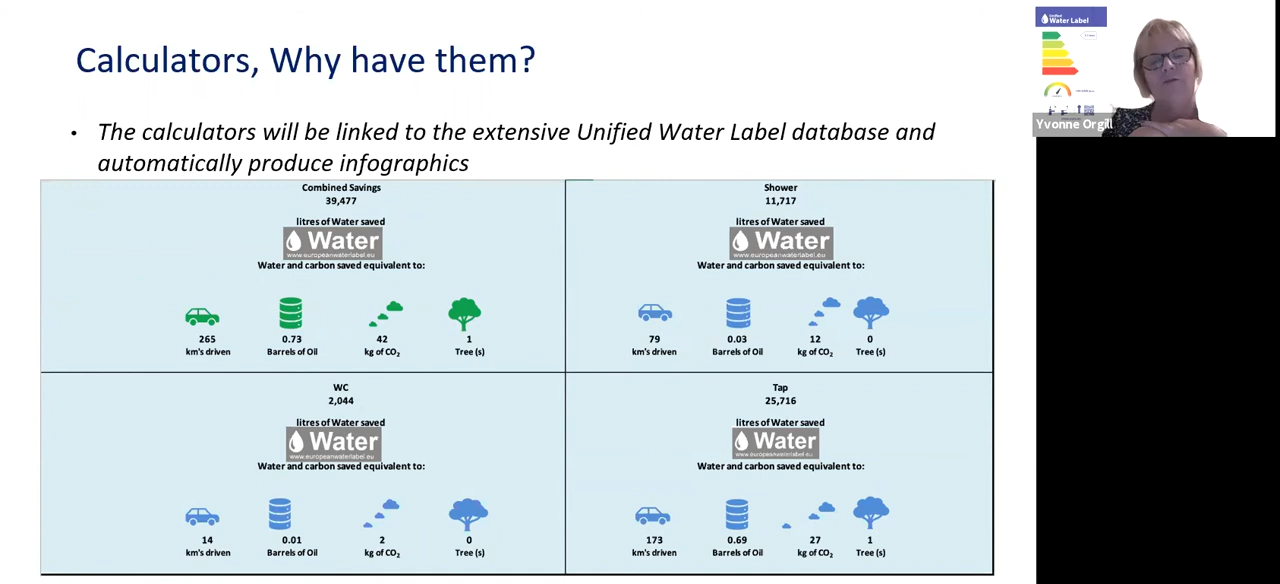 Calculators, Why have them?
• The calculators will be linked to the extensive Unified Water Label database and
automatically produce infographics
Combined Savings
39,477
litres of Water saved
Water
www.europeanwaterlabel.eu
Water and carbon saved equivalent to:
265
0.73
42
1
km's driven
Barrels of Oil
kg of CO₂
Tree (s)
Shower
11,717
litres of Water saved
Water
www.europeanwaterlabel.eu
Water and carbon saved equivalent to:
79
0.03
12
0
km's driven
Barrels of Oil
kg of CO₂
Tree (s)
WC
2,044
litres of Water saved
Water
www.europeanwaterlabel.eu
Water and carbon saved equivalent to:
14
0.01
2
0
km's driven
Barrels of Oil
kg of CO₂
Tree (s)
Tap
25,716
litres of Water saved
Water
www.europeanwaterlabel.eu
Water and carbon saved equivalent to:
173
0.69
27
1
km's driven
Barrels of Oil
kg of CO₂
Tree (s)
Unified
Water Label
Yvonne Orgill